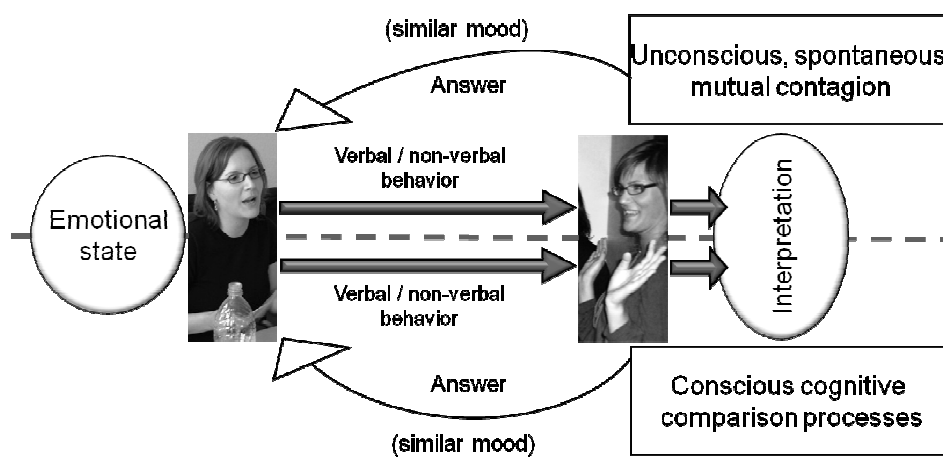 (similar mood)
Unconscious, spontaneous
mutual contagion
Answer
Verbal / non-verbal
behavior
Emotional
state
Interpretation
Verbal / non-verbal
behavior
Answer
(similar mood)
Conscious cognitive
comparison processes